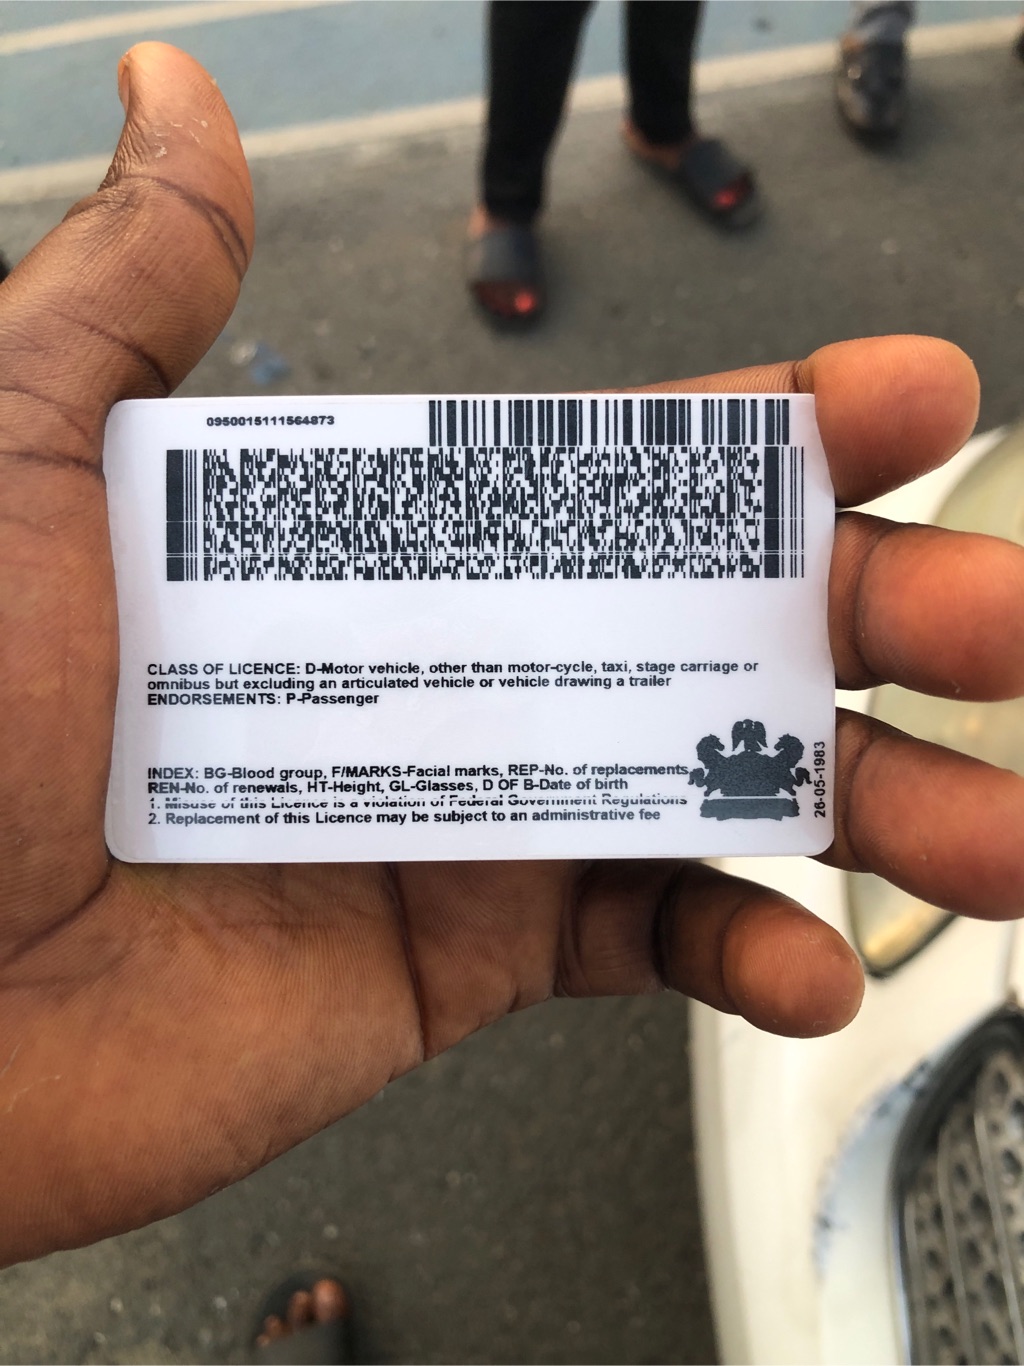 0950015111564873
CLASS OF LICENCE: D-Motor vehicle, other than motor-cycle, taxi, stage carriage or
omnibus but excluding an articulated vehicle or vehicle drawing a trailer
ENDORSEMENTS: P-Passenger
INDEX: BG-Blood group, F/MARKS-Facial marks, REP-No. of replacements,
REN-No. of renewals, HT-Height, GL-Glasses, D OF B-Date of birth
1. Misuse of this Licence is a violation of Federal Government Regulations
2. Replacement of this Licence may be subject to an administrative fee
26-05-1983